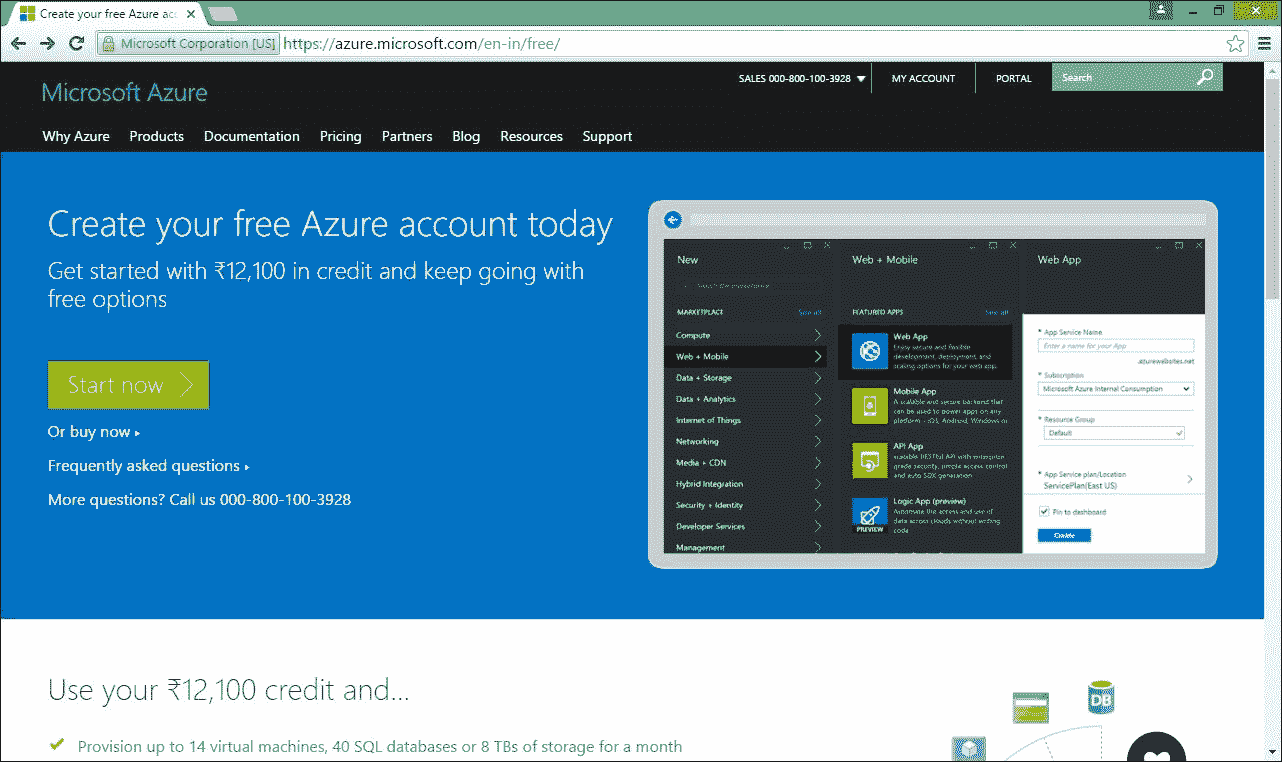 Create your free Azure acc
Microsoft Corporation [US]
https://azure.microsoft.com/en-in/free/
SALES 000-800-100-3928
MY ACCOUNT
PORTAL
Search
Microsoft Azure
Why Azure
Products
Documentation
Pricing
Partners
Blog
Resources
Support
Create your free Azure account today
Get started with ₹12,100 in credit and keep going with
free options
Start now
Or buy now
Frequently asked questions
More questions? Call us 000-800-100-3928
New
Search the marketplace
MARKETPLACE
See all
Compute
Web + Mobile
Data + Storage
Data + Analytics
Internet of Things
Networking
Media + CDN
Hybrid Integration
Security + Identity
Developer Services
Management
Web + Mobile
FEATURED APPS
See all
Web App
Enjoy secure and flexible
development, deployment, and
scaling options for your web app.
Mobile App
A scalable and secure backend that
can be used to power apps on any
platform - iOS, Android, Windows or
API App
scalable RESTful API with enterprise
grade security, simple access control
and auto SDK generation
Logic App (preview)
Automate the access and use of
data across clouds without writing
code
PREVIEW
Web App
* App Service Name
Enter a name for your App
.azurewebsites.net
* Subscription
Microsoft Azure Internal Consumption
* Resource Group
Default
* App Service plan/Location
ServicePlan(East US)
Pin to dashboard
Create
Use your ₹12,100 credit and...
Provision up to 14 virtual machines, 40 SQL databases or 8 TBs of storage for a month
DB